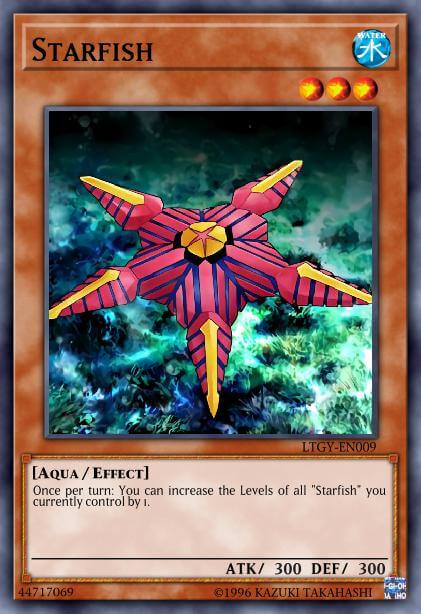 STARFISH
WATER
水
LTGY-EN009
[AQUA / EFFECT]
Once per turn: You can increase the Levels of all "Starfish" you
currently control by 1.
ATK/ 300 DEF/ 300
44717069
©1996 KAZUKI TAKAHASHI